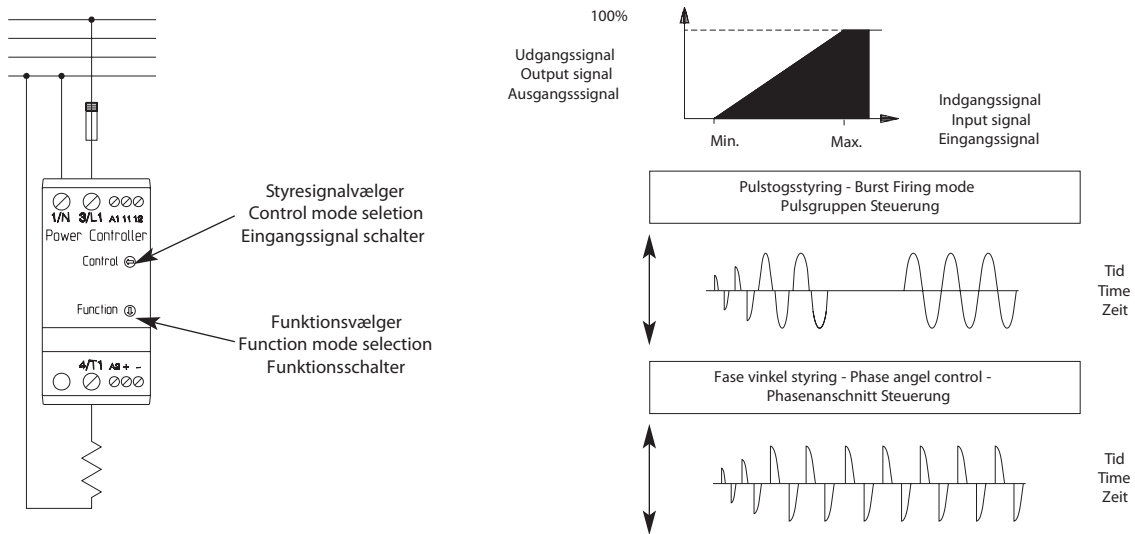 1/N 3/L1 A1 11 12
Power Controller
Control
Function
4/T1 A2 + -
Styresignalvælger
Control mode seletion
Eingangssignal schalter
Funktionsvælger
Function mode selection
Funktionsschalter
100%
Udgangssignal
Output signal
Ausgangsssignal
Min.
Max.
Indgangssignal
Input signal
Eingangssignal
Pulstogsstyring - Burst Firing mode
Pulsgruppen Steuerung
Tid
Time
Zeit
Fase vinkel styring - Phase angel control -
Phasenanschnitt Steuerung
Tid
Time
Zeit